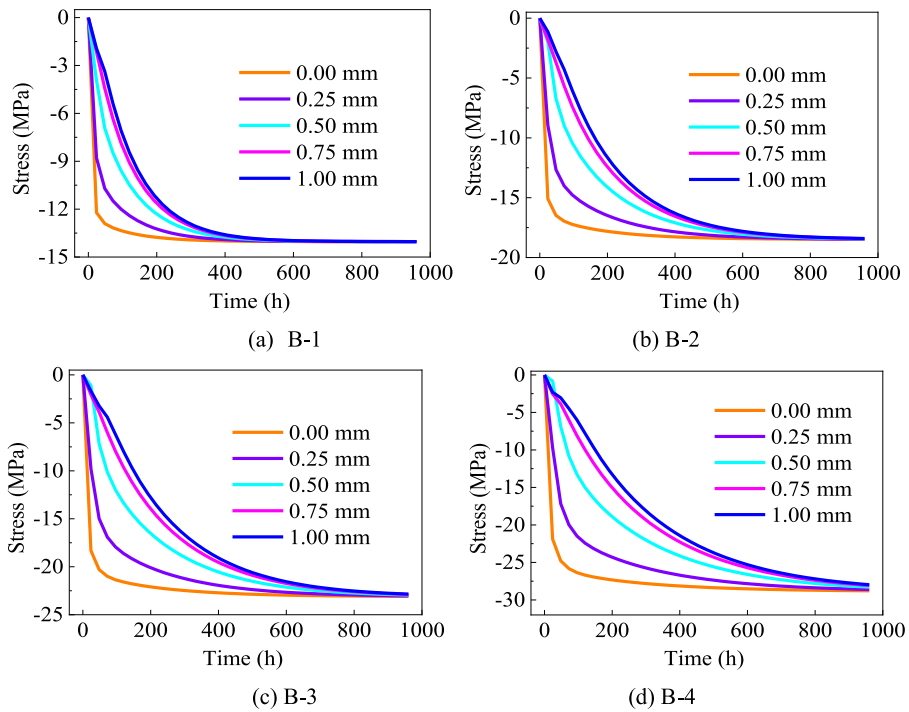 0
-3
-6
-9
-12
-15
Stress (MPa)
0.00 mm
0.25 mm
0.50 mm
0.75 mm
1.00 mm
0 200 400 600 800 1000
Time (h)
(a) B-1
0
-5
-10
-15
-20
Stress (MPa)
0.00 mm
0.25 mm
0.50 mm
0.75 mm
1.00 mm
0 200 400 600 800 1000
Time (h)
(b) B-2
0
-5
-10
-15
-20
-25
Stress (MPa)
0.00 mm
0.25 mm
0.50 mm
0.75 mm
1.00 mm
0 200 400 600 800 1000
Time (h)
(c) B-3
0
-5
-10
-15
-20
-25
-30
Stress (MPa)
0.00 mm
0.25 mm
0.50 mm
0.75 mm
1.00 mm
0 200 400 600 800 1000
Time (h)
(d) B-4